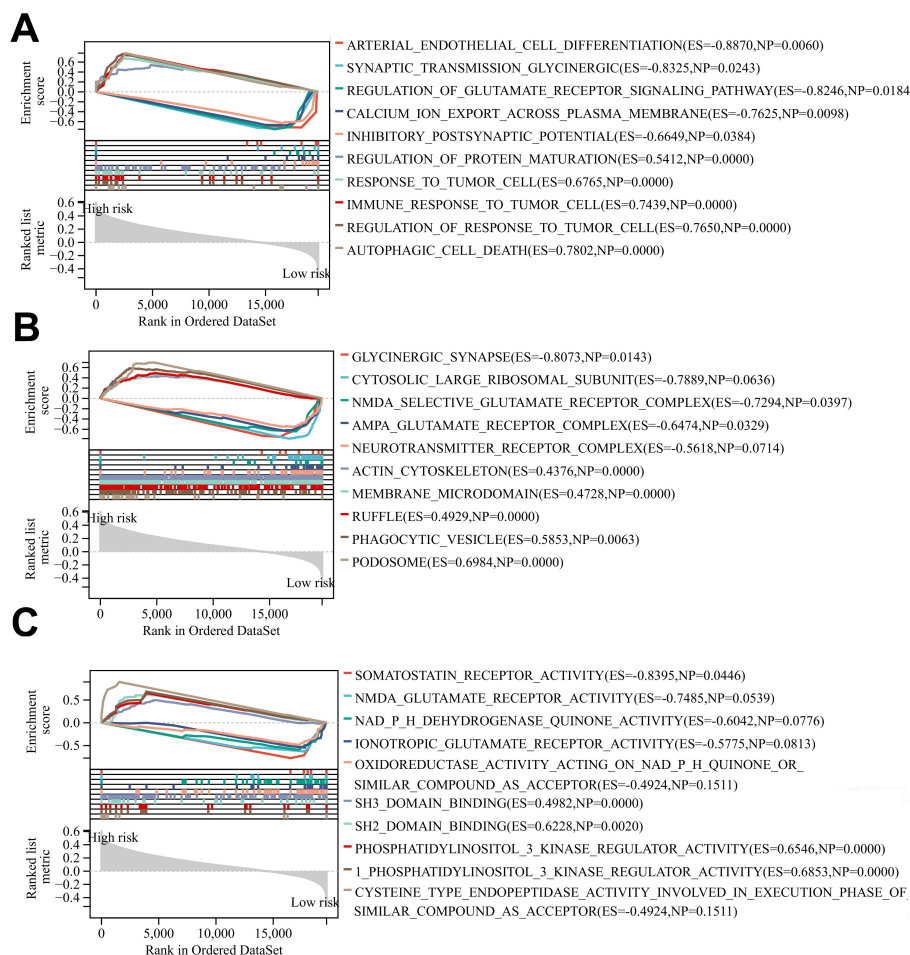 A
ARTERIAL_ENDOTHELIAL_CELL_DIFFERENTIATION(ES=-0.8870,NP=0.0060)
SYNAPTIC_TRANSMISSION_GLYCINERGIC(ES=-0.8325,NP=0.0243)
REGULATION_OF_GLUTAMATE_RECEPTOR_SIGNALING_PATHWAY(ES=-0.8246,NP=0.0184
CALCIUM_ION_EXPORT_ACROSS_PLASMA_MEMBRANE(ES=-0.7625,NP=0.0098)
INHIBITORY_POSTSYNAPTIC_POTENTIAL(ES=-0.6649,NP=0.0384)
REGULATION_OF_PROTEIN_MATURATION(ES=0.5412,NP=0.0000)
RESPONSE_TO_TUMOR_CELL(ES=0.6765,NP=0.0000)
IMMUNE_RESPONSE_TO_TUMOR_CELL(ES=0.7439,NP=0.0000)
REGULATION_OF_RESPONSE_TO_TUMOR_CELL(ES=0.7650,NP=0.0000)
AUTOPHAGIC_CELL_DEATH(ES=0.7802,NP=0.0000)
Enrichment
score
0.6
0.4
0.2
0.0
−0.2
−0.4
−0.6
Ranked list
metric
0.6
0.4
0.2
0.0
−0.2
−0.4
High risk
Low risk
0 5,000 10,000 15,000
Rank in Ordered DataSet
B
GLYCINERGIC_SYNAPSE(ES=-0.8073,NP=0.0143)
CYTOSOLIC_LARGE_RIBOSOMAL_SUBUNIT(ES=-0.7889,NP=0.0636)
NMDA_SELECTIVE_GLUTAMATE_RECEPTOR_COMPLEX(ES=-0.7294,NP=0.0397)
AMPA_GLUTAMATE_RECEPTOR_COMPLEX(ES=-0.6474,NP=0.0329)
NEUROTRANSMITTER_RECEPTOR_COMPLEX(ES=-0.5618,NP=0.0714)
ACTIN_CYTOSKELETON(ES=0.4376,NP=0.0000)
MEMBRANE_MICRODOMAIN(ES=0.4728,NP=0.0000)
RUFFLE(ES=0.4929,NP=0.0000)
PHAGOCYTIC_VESICLE(ES=0.5853,NP=0.0063)
PODOSOME(ES=0.6984,NP=0.0000)
Enrichment
score
0.6
0.4
0.2
0.0
−0.2
−0.4
−0.6
Ranked list
metric
0.6
0.4
0.2
0.0
−0.2
−0.4
High risk
Low risk
0 5,000 10,000 15,000
Rank in Ordered DataSet
C
SOMATOSTATIN_RECEPTOR_ACTIVITY(ES=-0.8395,NP=0.0446)
NMDA_GLUTAMATE_RECEPTOR_ACTIVITY(ES=-0.7485,NP=0.0539)
NAD_P_H_DEHYDROGENASE_QUINONE_ACTIVITY(ES=-0.6042,NP=0.0776)
IONOTROPIC_GLUTAMATE_RECEPTOR_ACTIVITY(ES=-0.5775,NP=0.0813)
OXIDOREDUCTASE_ACTIVITY_ACTING_ON_NAD_P_H_QUINONE_OR_
SIMILAR_COMPOUND_AS_ACCEPTOR(ES=-0.4924,NP=0.1511)
SH3_DOMAIN_BINDING(ES=0.4982,NP=0.0000)
SH2_DOMAIN_BINDING(ES=0.6228,NP=0.0020)
PHOSPHATIDYLINOSITOL_3_KINASE_REGULATOR_ACTIVITY(ES=0.6546,NP=0.0000)
1_PHOSPHATIDYLINOSITOL_3_KINASE_REGULATOR_ACTIVITY(ES=0.6853,NP=0.0000)
CYSTEINE_TYPE_ENDOPEPTIDASE_ACTIVITY_INVOLVED_IN_EXECUTION_PHASE_OF_
SIMILAR_COMPOUND_AS_ACCEPTOR(ES=-0.4924,NP=0.1511)
Enrichment
score
0.5
0.0
−0.5
Ranked list
metric
0.6
0.4
0.2
0.0
−0.2
−0.4
High risk
Low risk
0 5,000 10,000 15,000
Rank in Ordered DataSet